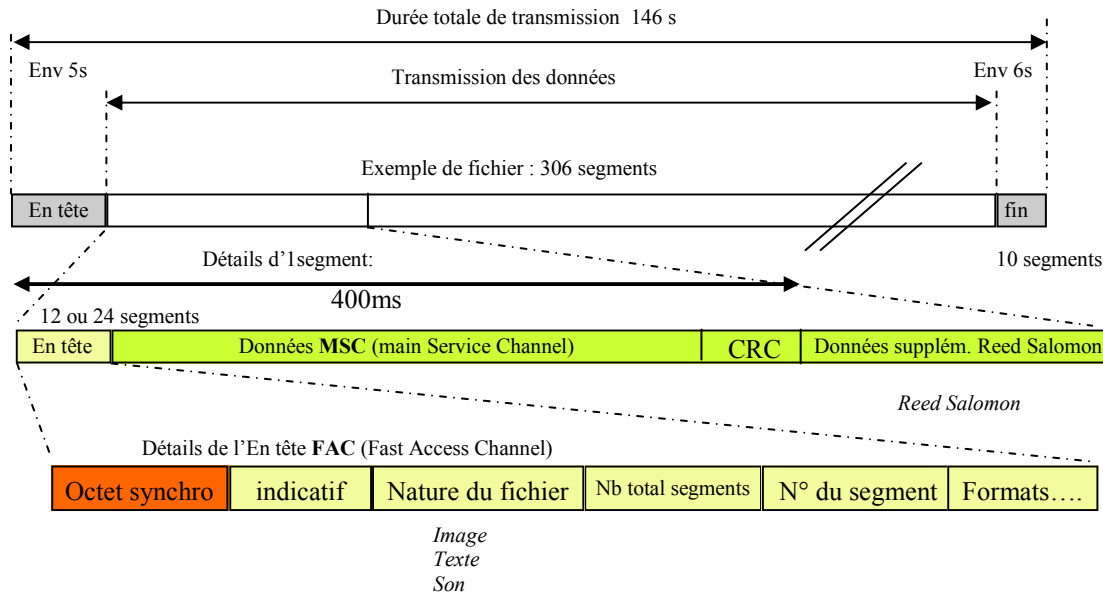 Durée totale de transmission 146 s
Env 5s
Env 6s
Transmission des données
Exemple de fichier : 306 segments
En tête
fin
Détails d'1segment:
10 segments
400ms
12 ou 24 segments
En tête
Données MSC (main Service Channel)
CRC
Données supplém. Reed Salomon
Reed Salomon
Détails de l'En tête FAC (Fast Access Channel)
Octet synchro
indicatif
Nature du fichier
Nb total segments
N° du segment
Formats….
Image
Texte
Son